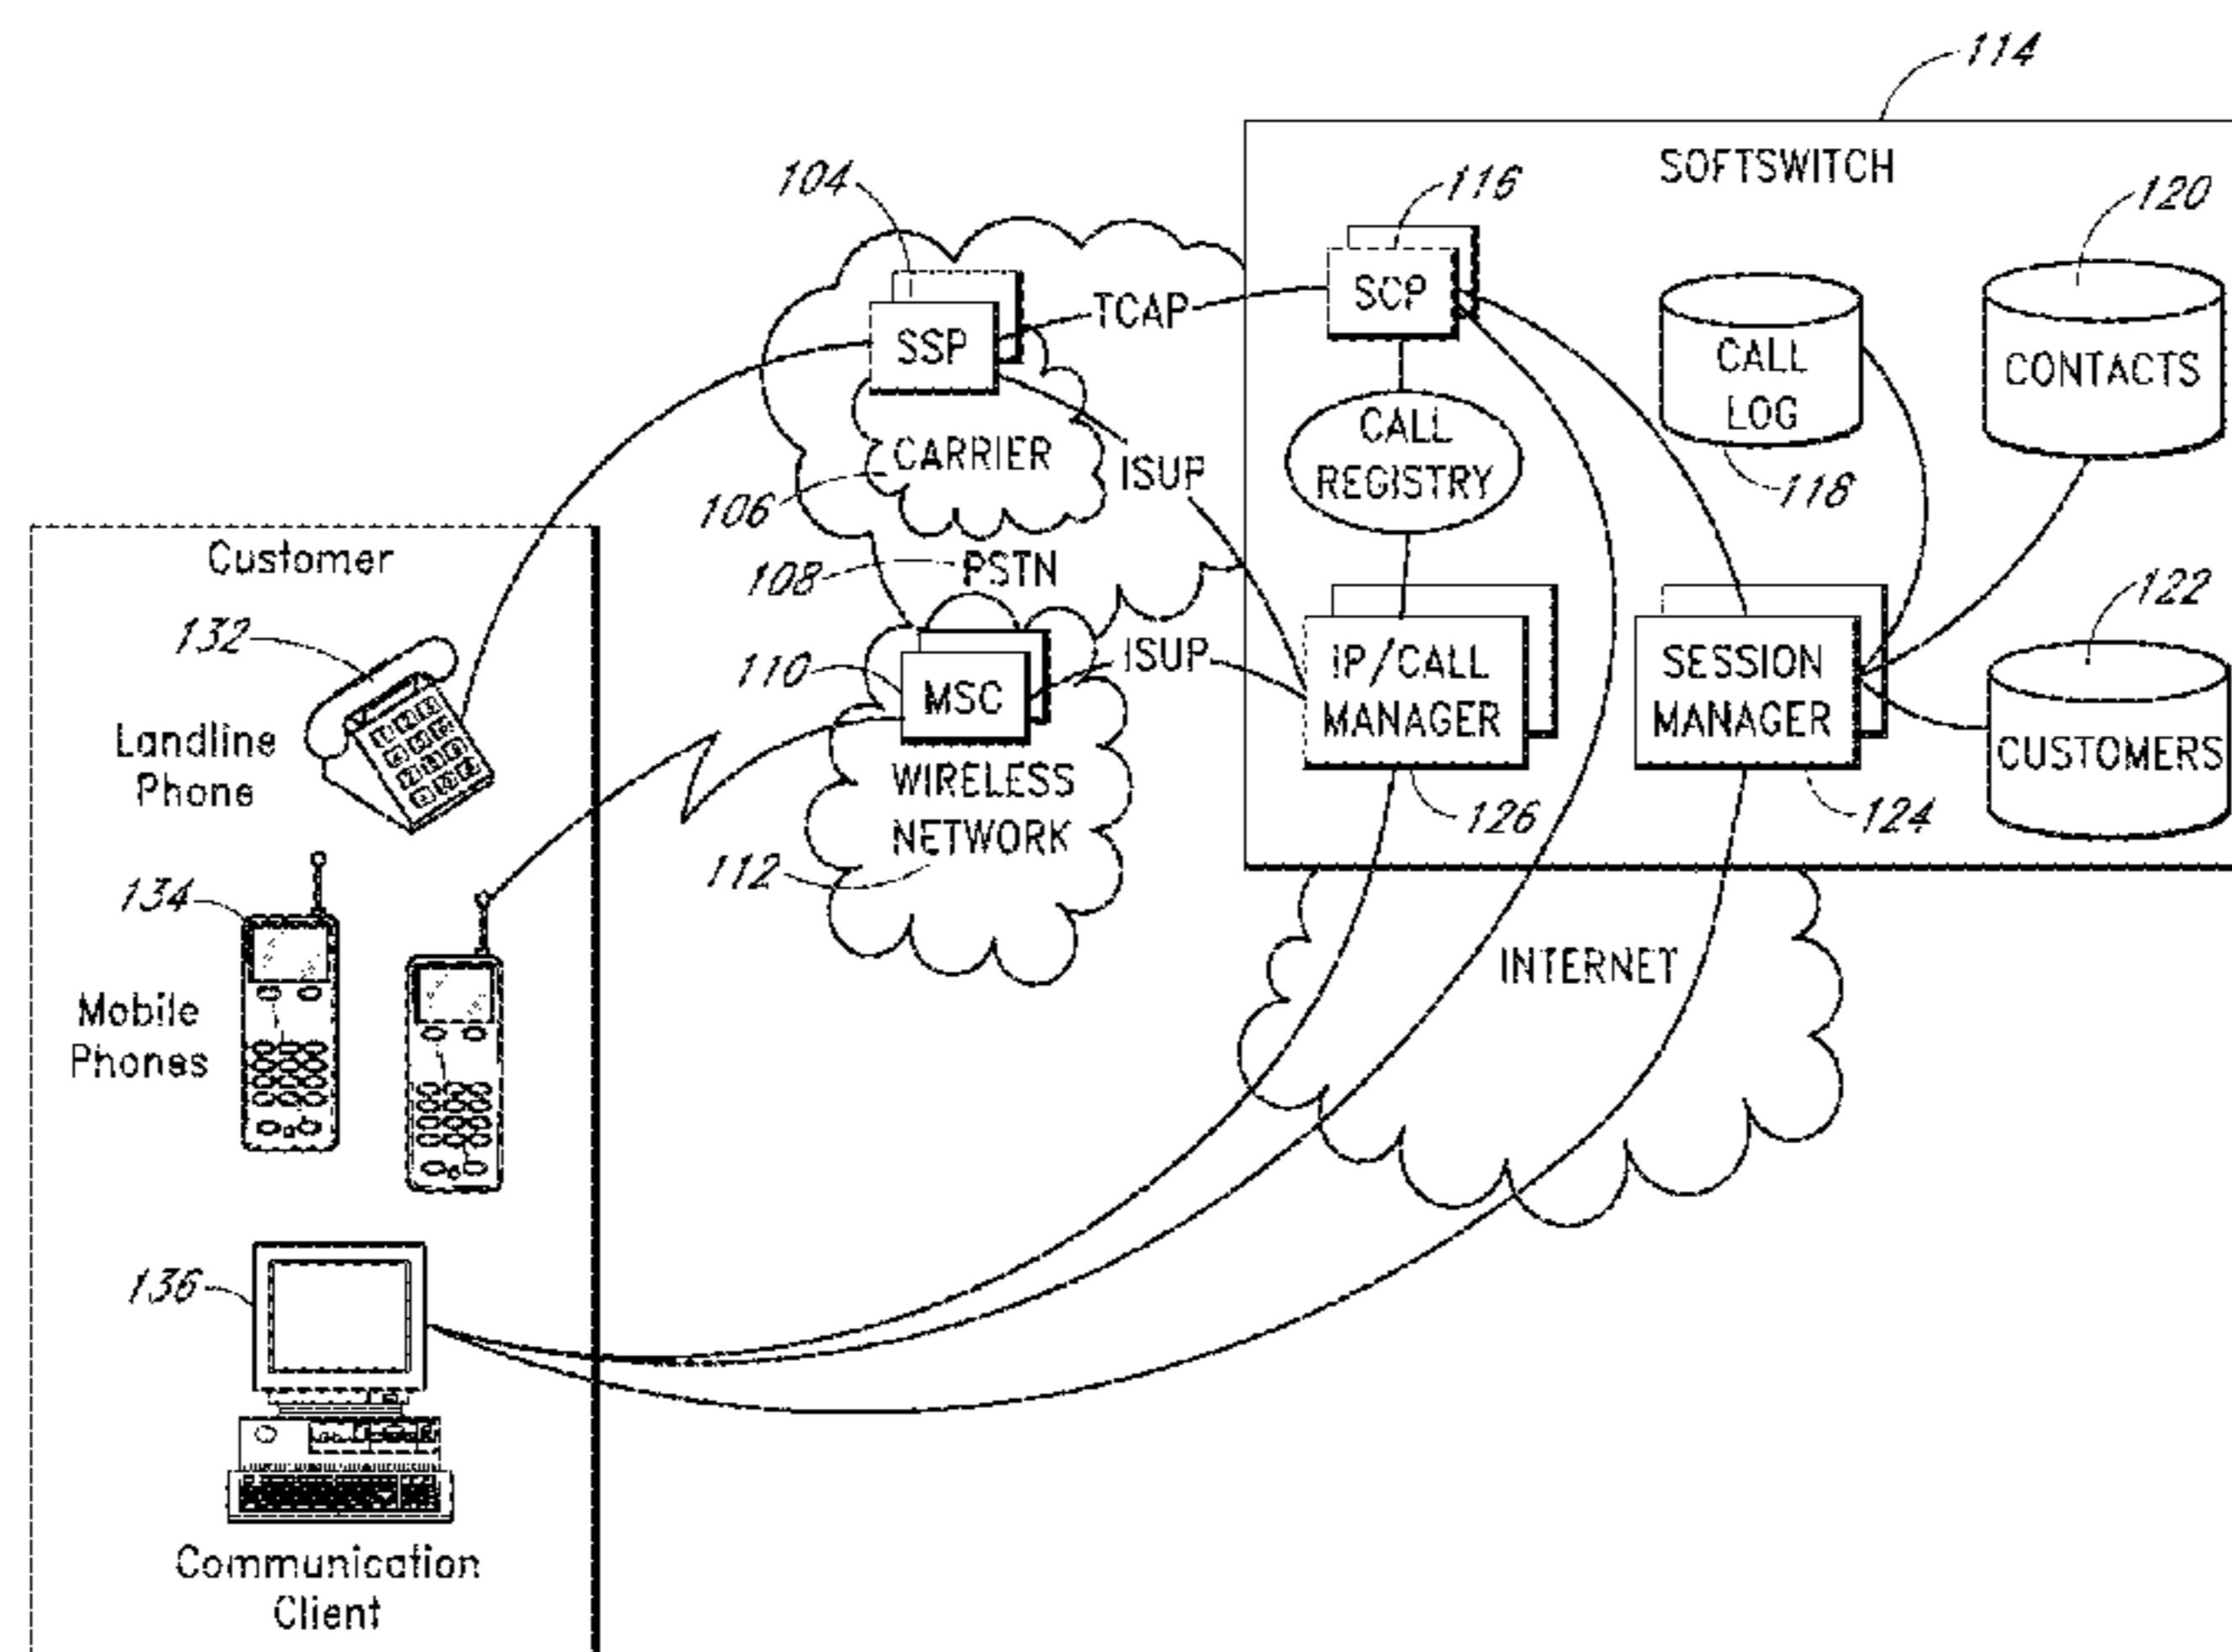 114
SOFTSWITCH
104
116
120
SSP
TCAP
SCP
CALL
LOG
CONTACTS
118
CARRIER
106
ISUP
CALL
REGISTRY
PSTN
108
Customer
132
Landline
Phone
110
MSC
ISUP
WIRELESS
NETWORK
112
IP/CALL
MANAGER
126
SESSION
MANAGER
124
122
CUSTOMERS
134
Mobile
Phones
INTERNET
136
Communication
Client